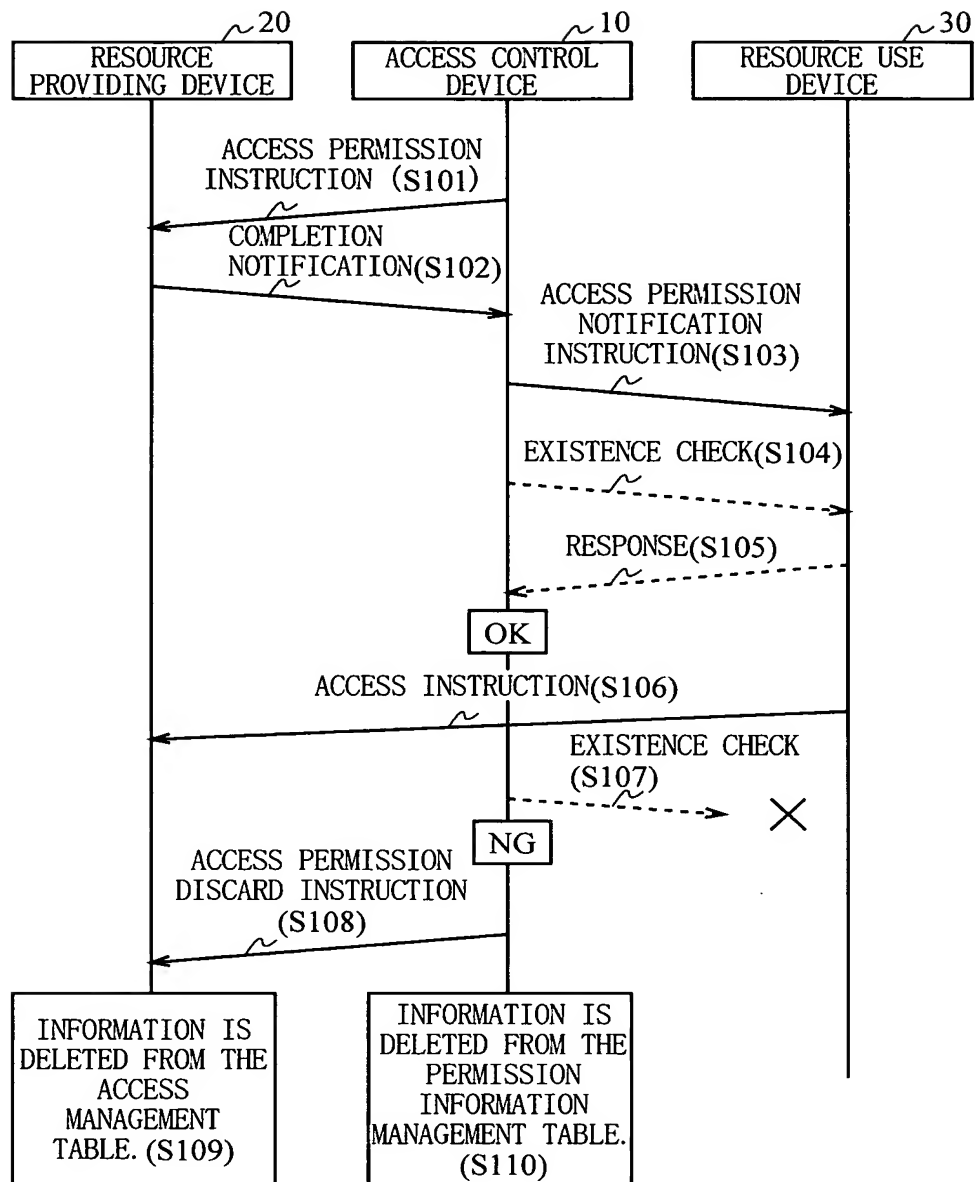 20
RESOURCE
PROVIDING DEVICE
10
ACCESS CONTROL
DEVICE
30
RESOURCE USE
DEVICE
ACCESS PERMISSION
INSTRUCTION (S101)
COMPLETION
NOTIFICATION(S102)
ACCESS PERMISSION
NOTIFICATION
INSTRUCTION(S103)
EXISTENCE CHECK(S104)
RESPONSE(S105)
OK
ACCESS INSTRUCTION(S106)
EXISTENCE CHECK
(S107)
NG
ACCESS PERMISSION
DISCARD INSTRUCTION
(S108)
INFORMATION IS
DELETED FROM THE
ACCESS
MANAGEMENT
TABLE. (S109)
INFORMATION IS
DELETED FROM THE
PERMISSION
INFORMATION
MANAGEMENT TABLE.
(S110)